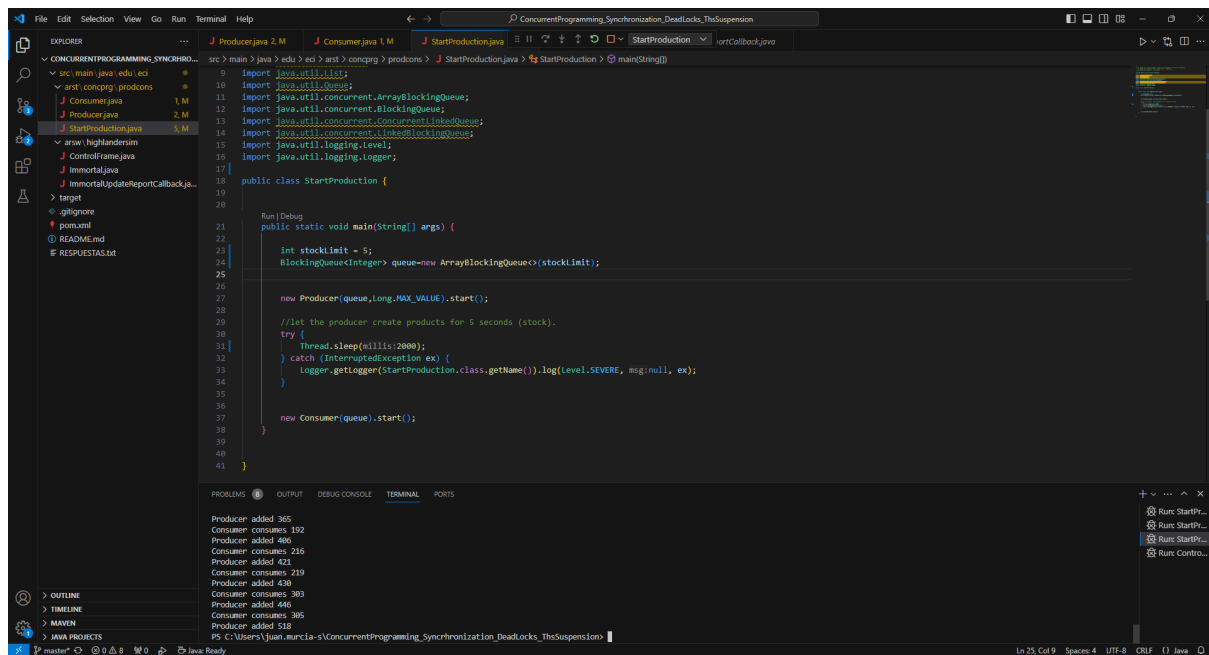 File Edit Selection View Go Run Terminal Help
ConcurrentProgramming_Syncrhronization_DeadLocks_ThsSuspension
EXPLORER
CONCURRENTPROGRAMMING_SYNCRHRO...
src\main\java\edu\eci
arst\concprg\prodcons
Consumer.java 1, M
Producer.java 2, M
StartProduction.java 5, M
arsw\highlandersim
ControlFrame.java
Immortal.java
ImmortalUpdateReportCallback.ja...
target
.gitignore
pom.xml
README.md
RESPUESTAS.txt
OUTLINE
TIMELINE
MAVEN
JAVA PROJECTS
Producer.java 2, M Consumer.java 1, M StartProduction.java StartProduction ortCallback.java
src > main > java > edu > eci > arst > concprg > prodcons > StartProduction.java > StartProduction > main(String[])
9 import java.util.List;
10 import java.util.Queue;
11 import java.util.concurrent.ArrayBlockingQueue;
12 import java.util.concurrent.BlockingQueue;
13 import java.util.concurrent.ConcurrentLinkedQueue;
14 import java.util.concurrent.LinkedBlockingQueue;
15 import java.util.logging.Level;
16 import java.util.logging.Logger;
17
18 public class StartProduction {
19
20
Run | Debug
21 public static void main(String[] args) {
22
23 int stockLimit = 5;
24 BlockingQueue<Integer> queue=new ArrayBlockingQueue<>(stockLimit);
25
26
27 new Producer(queue,Long.MAX_VALUE).start();
28
29 //let the producer create products for 5 seconds (stock).
30 try {
31 Thread.sleep(millis:2000);
32 } catch (InterruptedException ex) {
33 Logger.getLogger(StartProduction.class.getName()).log(Level.SEVERE, msg:null, ex);
34 }
35
36
37 new Consumer(queue).start();
38 }
39
40
41 }
PROBLEMS 8 OUTPUT DEBUG CONSOLE TERMINAL PORTS
Producer added 365
Consumer consumes 192
Producer added 406
Consumer consumes 216
Producer added 421
Consumer consumes 219
Producer added 430
Consumer consumes 303
Producer added 446
Consumer consumes 305
Producer added 518
PS C:\Users\juan.murcia-s\ConcurrentProgramming_Syncrhronization_DeadLocks_ThsSuspension>
Run: StartPr...
Run: StartPr...
Run: StartPr...
Run: Contro...
master* 0 8 0 Java: Ready
Ln 25, Col 9 Spaces: 4 UTF-8 CRLF {} Java